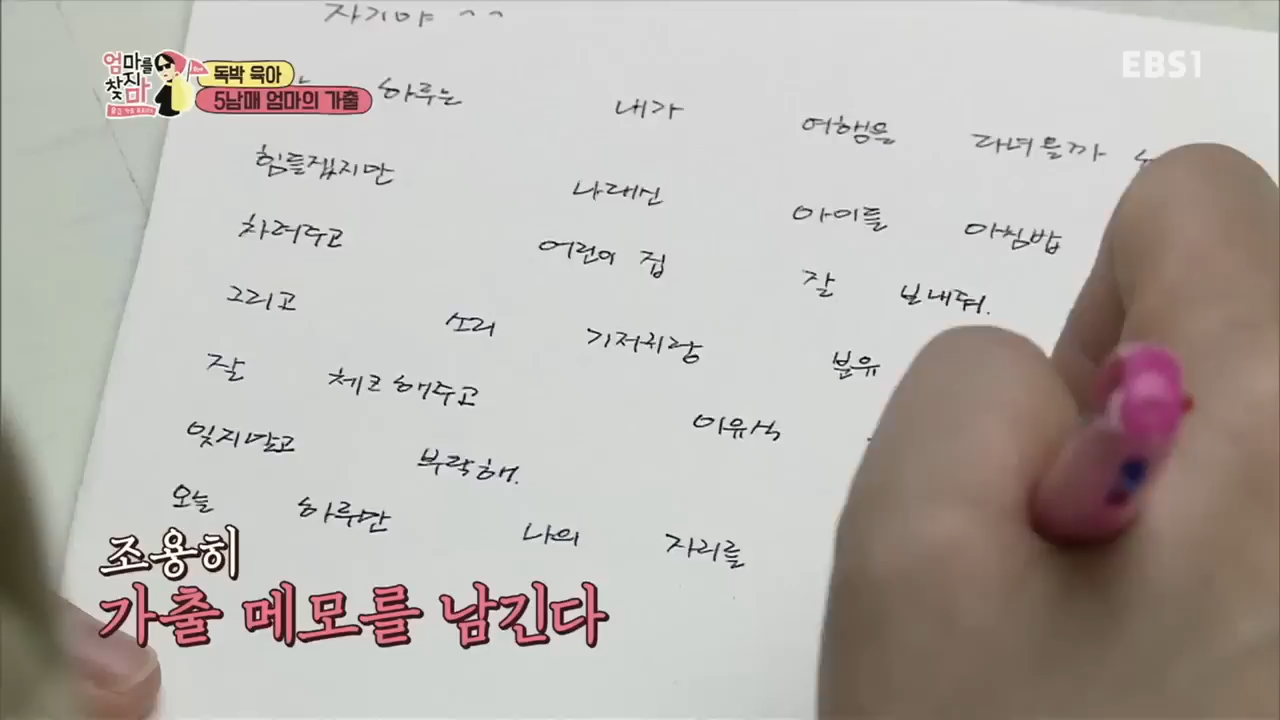 자기야 ^^
엄마를
찾지
마
독박 육아
5남매 엄마의 가출
EBS1
하루는 내가 여행을 다녀올까
힘들겠지만 나대신 아이들 아침밥
차려주고 어린이 집 잘 보내줘.
그리고 소리 기저귀랑 분유
잘 체크해주고 이유식
잊지말고 부탁해.
오늘 하루만 나의 자리를
조용히
가출 메모를 남긴다